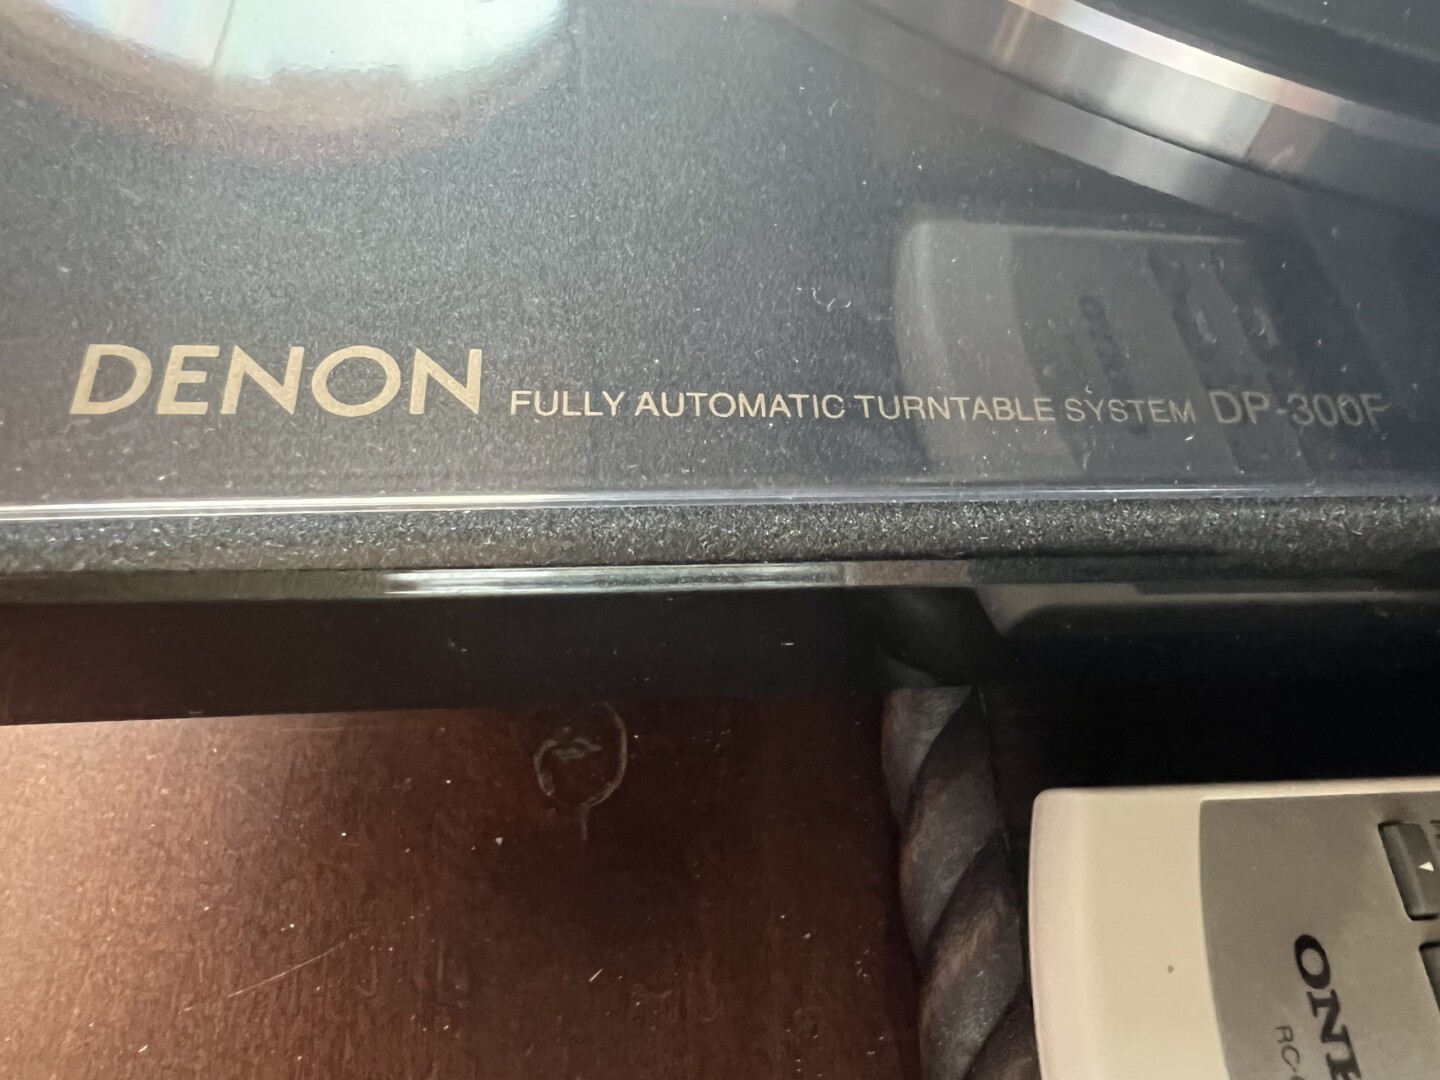 DENON FULLY AUTOMATIC TURNTABLE SYSTEM DP-300F